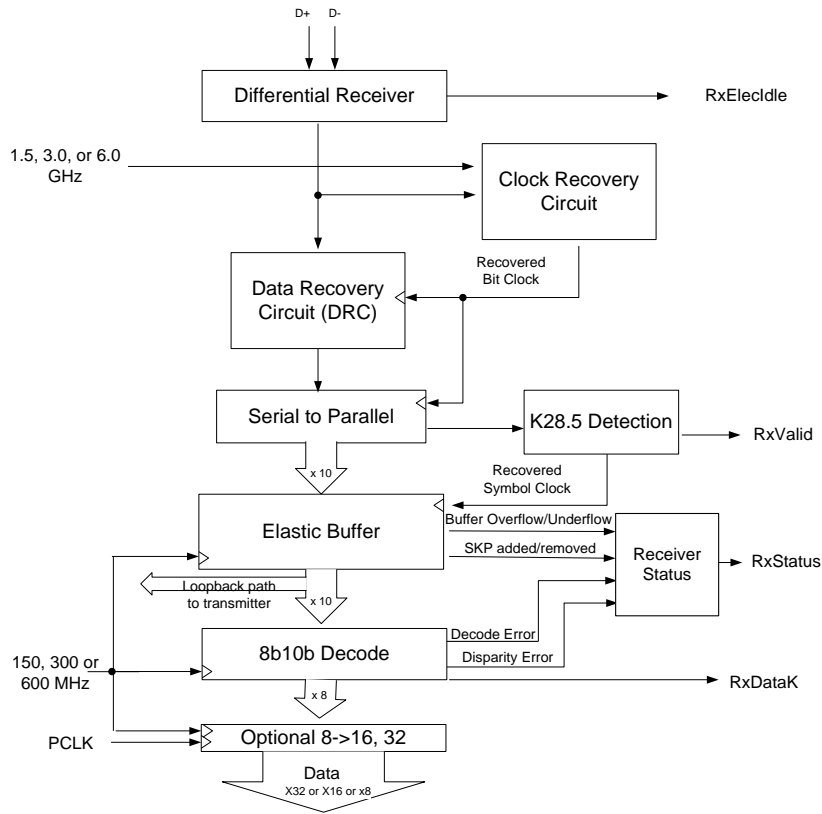 D+ D-
Differential Receiver
RxElecIdle
1.5, 3.0, or 6.0
GHz
Clock Recovery
Circuit
Recovered
Bit Clock
Data Recovery
Circuit (DRC)
Serial to Parallel
K28.5 Detection
RxValid
x 10
Recovered
Symbol Clock
Elastic Buffer
Buffer Overflow/Underflow
SKP added/removed
Receiver
Status
RxStatus
Loopback path
to transmitter
x 10
Decode Error
8b10b Decode
Disparity Error
150, 300 or
600 MHz
RxDataK
x 8
PCLK
Optional 8->16, 32
Data
X32 or X16 or x8